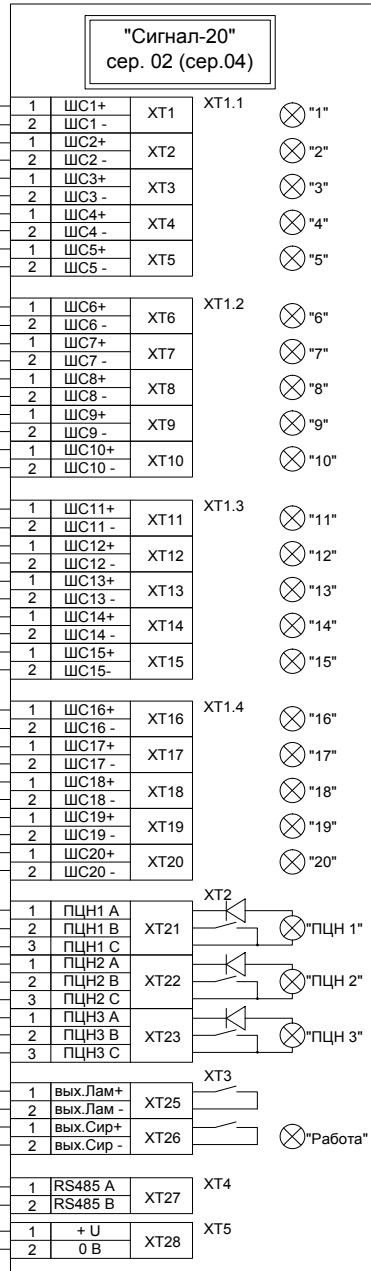 "Сигнал-20"
сер. 02 (сер.04)
1 ШС1+ XT1 XT1.1 "1"
2 ШС1 -
1 ШС2+ XT2 "2"
2 ШС2 -
1 ШС3+ XT3 "3"
2 ШС3 -
1 ШС4+ XT4 "4"
2 ШС4 -
1 ШС5+ XT5 "5"
2 ШС5 -
1 ШС6+ XT6 XT1.2 "6"
2 ШС6 -
1 ШС7+ XT7 "7"
2 ШС7 -
1 ШС8+ XT8 "8"
2 ШС8 -
1 ШС9+ XT9 "9"
2 ШС9 -
1 ШС10+ XT10 "10"
2 ШС10 -
1 ШС11+ XT11 XT1.3 "11"
2 ШС11 -
1 ШС12+ XT12 "12"
2 ШС12 -
1 ШС13+ XT13 "13"
2 ШС13 -
1 ШС14+ XT14 "14"
2 ШС14 -
1 ШС15+ XT15 "15"
2 ШС15-
1 ШС16+ XT16 XT1.4 "16"
2 ШС16 -
1 ШС17+ XT17 "17"
2 ШС17 -
1 ШС18+ XT18 "18"
2 ШС18 -
1 ШС19+ XT19 "19"
2 ШС19 -
1 ШС20+ XT20 "20"
2 ШС20 -
XT2
1 ПЦН1 А
2 ПЦН1 В XT21 "ПЦН 1"
3 ПЦН1 С
1 ПЦН2 А
2 ПЦН2 В XT22 "ПЦН 2"
3 ПЦН2 С
1 ПЦН3 А
2 ПЦН3 В XT23 "ПЦН 3"
3 ПЦН3 С
XT3
1 вых.Лам+ XT25
2 вых.Лам -
1 вых.Сир+ XT26 "Работа"
2 вых.Сир -
1 RS485 A XT27 XT4
2 RS485 B
1 + U XT28 XT5
2 0 В